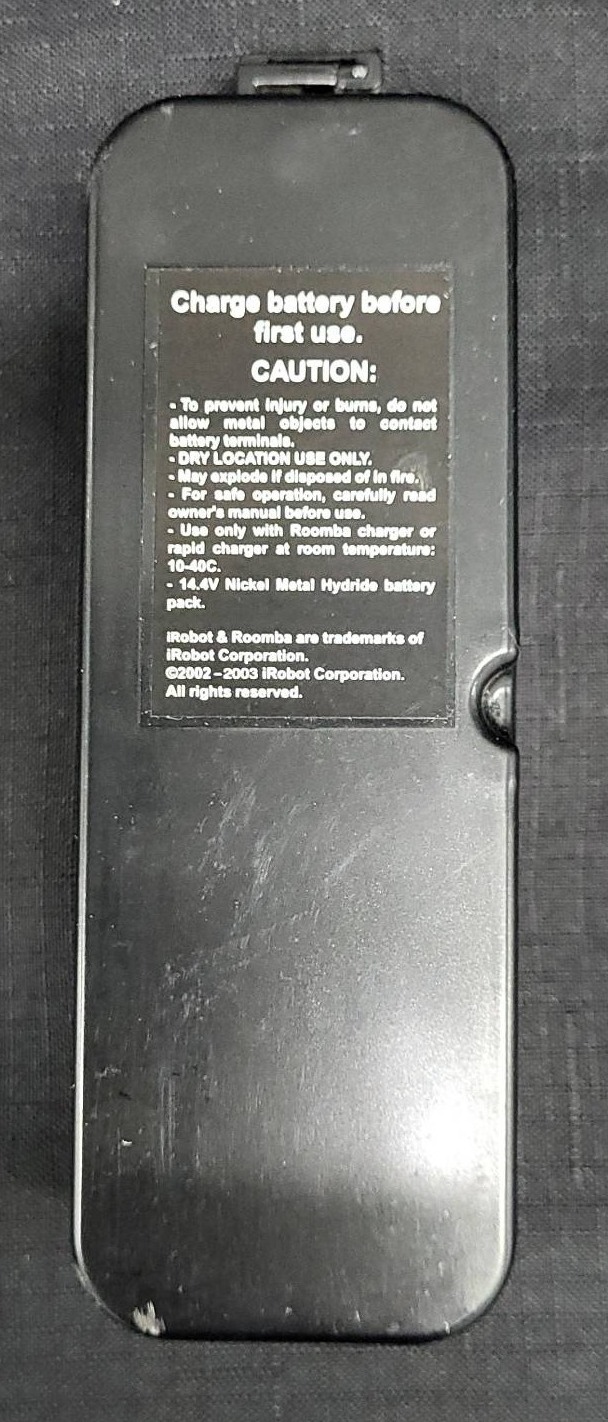 Charge battery before
first use.
CAUTION:
- To prevent injury or burns, do not
allow metal objects to contact
battery terminals.
- DRY LOCATION USE ONLY.
- May explode if disposed of in fire.
- For safe operation, carefully read
owner's manual before use.
- Use only with Roomba charger or
rapid charger at room temperature:
10-40C.
- 14.4V Nickel Metal Hydride battery
pack.
iRobot & Roomba are trademarks of
iRobot Corporation.
©2002-2003 iRobot Corporation.
All rights reserved.